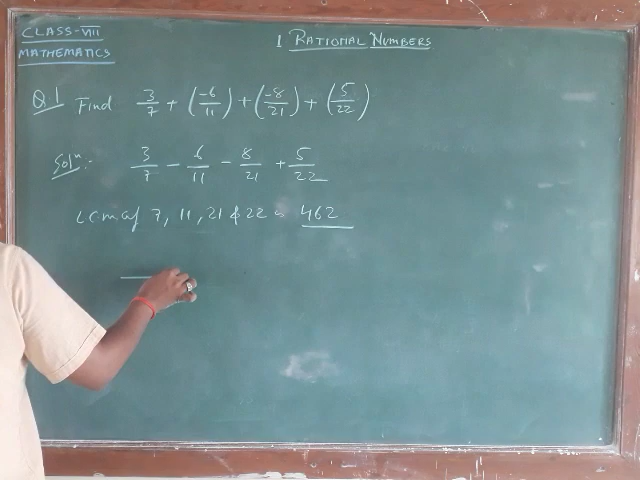 CLASS-VIII
MATHEMATICS
1 RATIONAL NUMBERS
Q1 Find 3/7 + (-6/11) + (-8/21) + (5/22)
Solⁿ:- 3/7 - 6/11 - 8/21 + 5/22
LCM of 7, 11, 21 & 22 = 462